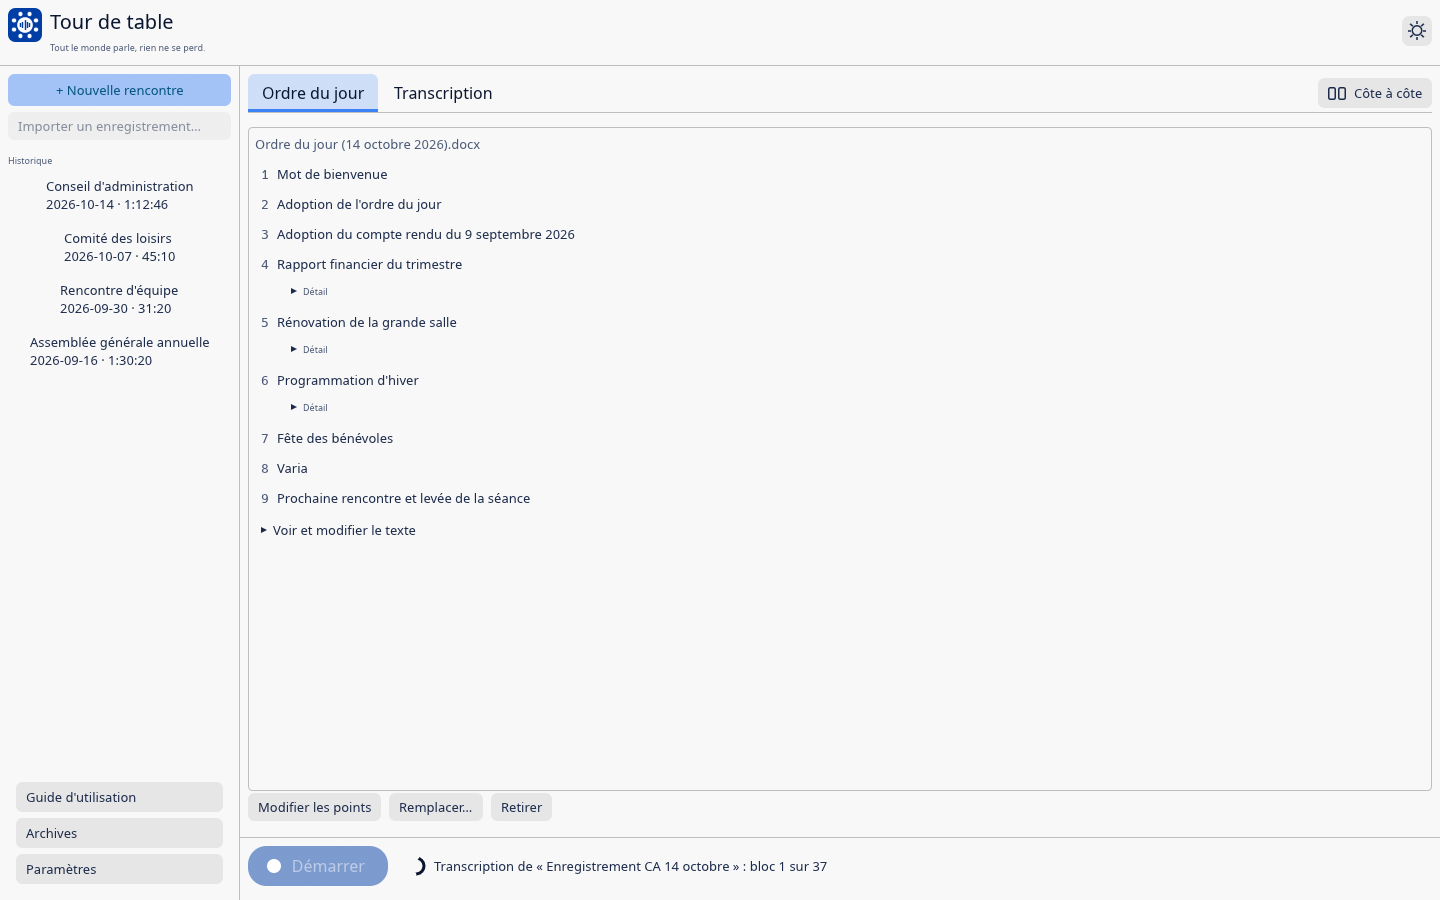 Tour de table
Tout le monde parle, rien ne se perd.
+ Nouvelle rencontre
Importer un enregistrement...
Historique
Conseil d'administration
2026-10-14 · 1:12:46
Comité des loisirs
2026-10-07 · 45:10
Rencontre d'équipe
2026-09-30 · 31:20
Assemblée générale annuelle
2026-09-16 · 1:30:20
Guide d'utilisation
Archives
Paramètres
Ordre du jour
Transcription
Côte à côte
Ordre du jour (14 octobre 2026).docx
1 Mot de bienvenue
2 Adoption de l'ordre du jour
3 Adoption du compte rendu du 9 septembre 2026
4 Rapport financier du trimestre
Détail
5 Rénovation de la grande salle
Détail
6 Programmation d'hiver
Détail
7 Fête des bénévoles
8 Varia
9 Prochaine rencontre et levée de la séance
Voir et modifier le texte
Modifier les points
Remplacer...
Retirer
Démarrer
Transcription de « Enregistrement CA 14 octobre » : bloc 1 sur 37